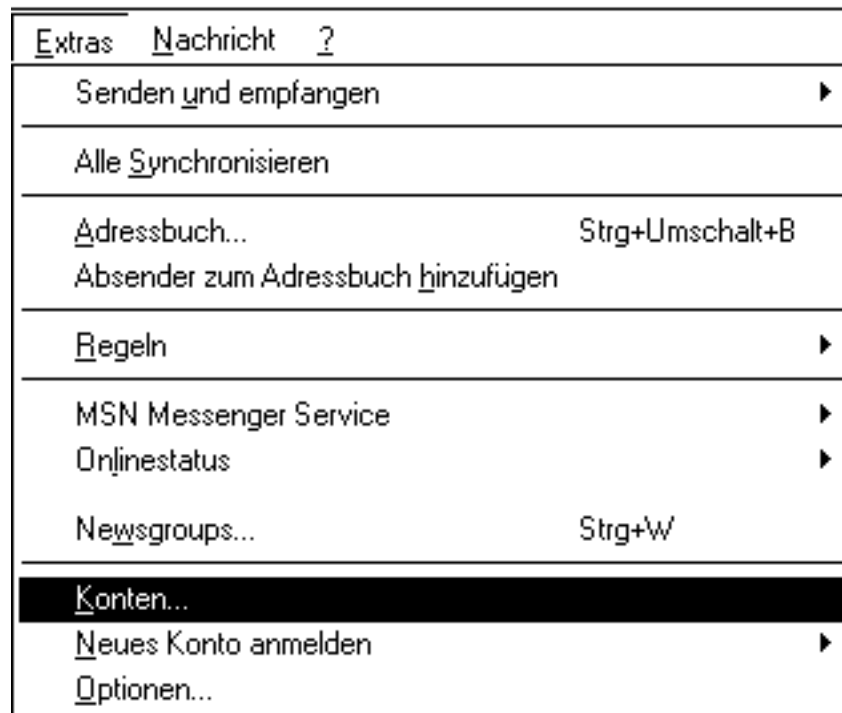 Extras Nachricht ?
Senden und empfangen
Alle Synchronisieren
Adressbuch... Strg+Umschalt+B
Absender zum Adressbuch hinzufügen
Regeln
MSN Messenger Service
Onlinestatus
Newsgroups... Strg+W
Konten...
Neues Konto anmelden
Optionen...